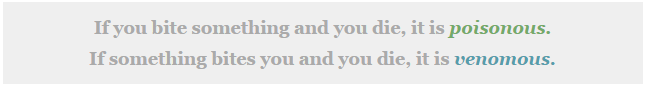 If you bite something and you die, it is poisonous.
If something bites you and you die, it is venomous.